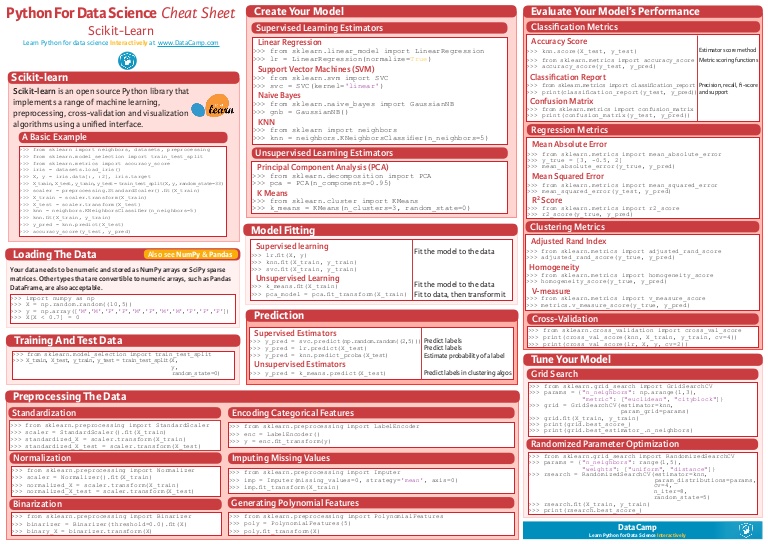 Python For Data Science Cheat Sheet
Scikit-Learn
Learn Python for data science Interactively at www.DataCamp.com
Scikit-learn
Scikit-learn is an open source Python library that
implements a range of machine learning,
preprocessing, cross-validation and visualization
algorithms using a unified interface.
learn
A Basic Example
>>> from sklearn import neighbors, datasets, preprocessing
>>> from sklearn.model_selection import train_test_split
>>> from sklearn.metrics import accuracy_score
>>> iris = datasets.load_iris()
>>> X, y = iris.data[:, :2], iris.target
>>> X_train, X_test, y_train, y_test = train_test_split(X, y, random_state=33)
>>> scaler = preprocessing.StandardScaler().fit(X_train)
>>> X_train = scaler.transform(X_train)
>>> X_test = scaler.transform(X_test)
>>> knn = neighbors.KNeighborsClassifier(n_neighbors=5)
>>> knn.fit(X_train, y_train)
>>> y_pred = knn.predict(X_test)
>>> accuracy_score(y_test, y_pred)
Loading The Data
Also see NumPy & Pandas
Your data needs to be numeric and stored as NumPy arrays or SciPy sparse
matrices. Other types that are convertible to numeric arrays, such as Pandas
DataFrame, are also acceptable.
>>> import numpy as np
>>> X = np.random.random((10,5))
>>> y = np.array(['M','M','F','F','M','F','M','M','F','F','F'])
>>> X[X < 0.7] = 0
Training And Test Data
>>> from sklearn.model_selection import train_test_split
>>> X_train, X_test, y_train, y_test = train_test_split(X,
y,
random_state=0)
Create Your Model
Supervised Learning Estimators
Linear Regression
>>> from sklearn.linear_model import LinearRegression
>>> lr = LinearRegression(normalize=True)
Support Vector Machines (SVM)
>>> from sklearn.svm import SVC
>>> svc = SVC(kernel='linear')
Naive Bayes
>>> from sklearn.naive_bayes import GaussianNB
>>> gnb = GaussianNB()
KNN
>>> from sklearn import neighbors
>>> knn = neighbors.KNeighborsClassifier(n_neighbors=5)
Unsupervised Learning Estimators
Principal Component Analysis (PCA)
>>> from sklearn.decomposition import PCA
>>> pca = PCA(n_components=0.95)
K Means
>>> from sklearn.cluster import KMeans
>>> k_means = KMeans(n_clusters=3, random_state=0)
Model Fitting
Supervised learning
>>> lr.fit(X, y)
>>> knn.fit(X_train, y_train)
>>> svc.fit(X_train, y_train)
Fit the model to the data
Unsupervised Learning
>>> k_means.fit(X_train)
Fit the model to the data
>>> pca_model = pca.fit_transform(X_train)
Fit to data, then transform it
Prediction
Supervised Estimators
>>> y_pred = svc.predict(np.random.random((2,5)))
Predict labels
>>> y_pred = lr.predict(X_test)
Predict labels
>>> y_pred = knn.predict_proba(X_test)
Estimate probability of a label
Unsupervised Estimators
>>> y_pred = k_means.predict(X_test)
Predict labels in clustering algos
Preprocessing The Data
Standardization
>>> from sklearn.preprocessing import StandardScaler
>>> scaler = StandardScaler().fit(X_train)
>>> standardized_X = scaler.transform(X_train)
>>> standardized_X_test = scaler.transform(X_test)
Normalization
>>> from sklearn.preprocessing import Normalizer
>>> scaler = Normalizer().fit(X_train)
>>> normalized_X = scaler.transform(X_train)
>>> normalized_X_test = scaler.transform(X_test)
Binarization
>>> from sklearn.preprocessing import Binarizer
>>> binarizer = Binarizer(threshold=0.0).fit(X)
>>> binary_X = binarizer.transform(X)
Encoding Categorical Features
>>> from sklearn.preprocessing import LabelEncoder
>>> enc = LabelEncoder()
>>> y = enc.fit_transform(y)
Imputing Missing Values
>>> from sklearn.preprocessing import Imputer
>>> imp = Imputer(missing_values=0, strategy='mean', axis=0)
>>> imp.fit_transform(X_train)
Generating Polynomial Features
>>> from sklearn.preprocessing import PolynomialFeatures
>>> poly = PolynomialFeatures(5)
>>> poly.fit_transform(X)
Evaluate Your Model's Performance
Classification Metrics
Accuracy Score
>>> knn.score(X_test, y_test)
Estimator score method
>>> from sklearn.metrics import accuracy_score
Metric scoring functions
>>> accuracy_score(y_test, y_pred)
Classification Report
>>> from sklearn.metrics import classification_report
Precision, recall, f1-score
>>> print(classification_report(y_test, y_pred))
and support
Confusion Matrix
>>> from sklearn.metrics import confusion_matrix
>>> print(confusion_matrix(y_test, y_pred))
Regression Metrics
Mean Absolute Error
>>> from sklearn.metrics import mean_absolute_error
>>> y_true = [3, -0.5, 2]
>>> mean_absolute_error(y_true, y_pred)
Mean Squared Error
>>> from sklearn.metrics import mean_squared_error
>>> mean_squared_error(y_test, y_pred)
R² Score
>>> from sklearn.metrics import r2_score
>>> r2_score(y_true, y_pred)
Clustering Metrics
Adjusted Rand Index
>>> from sklearn.metrics import adjusted_rand_score
>>> adjusted_rand_score(y_true, y_pred)
Homogeneity
>>> from sklearn.metrics import homogeneity_score
>>> homogeneity_score(y_true, y_pred)
V-measure
>>> from sklearn.metrics import v_measure_score
>>> metrics.v_measure_score(y_true, y_pred)
Cross-Validation
>>> from sklearn.cross_validation import cross_val_score
>>> print(cross_val_score(knn, X_train, y_train, cv=4))
>>> print(cross_val_score(lr, X, y, cv=2))
Tune Your Model
Grid Search
>>> from sklearn.grid_search import GridSearchCV
>>> params = {"n_neighbors": np.arange(1,3),
"metric": ["euclidean", "cityblock"]}
>>> grid = GridSearchCV(estimator=knn,
param_grid=params)
>>> grid.fit(X_train, y_train)
>>> print(grid.best_score_)
>>> print(grid.best_estimator_.n_neighbors)
Randomized Parameter Optimization
>>> from sklearn.grid_search import RandomizedSearchCV
>>> params = {"n_neighbors": range(1,5),
"weights": ["uniform", "distance"]}
>>> rsearch = RandomizedSearchCV(estimator=knn,
param_distributions=params,
cv=4,
n_iter=8,
random_state=5)
>>> rsearch.fit(X_train, y_train)
>>> print(rsearch.best_score_)
DataCamp
Learn Python for Data Science Interactively